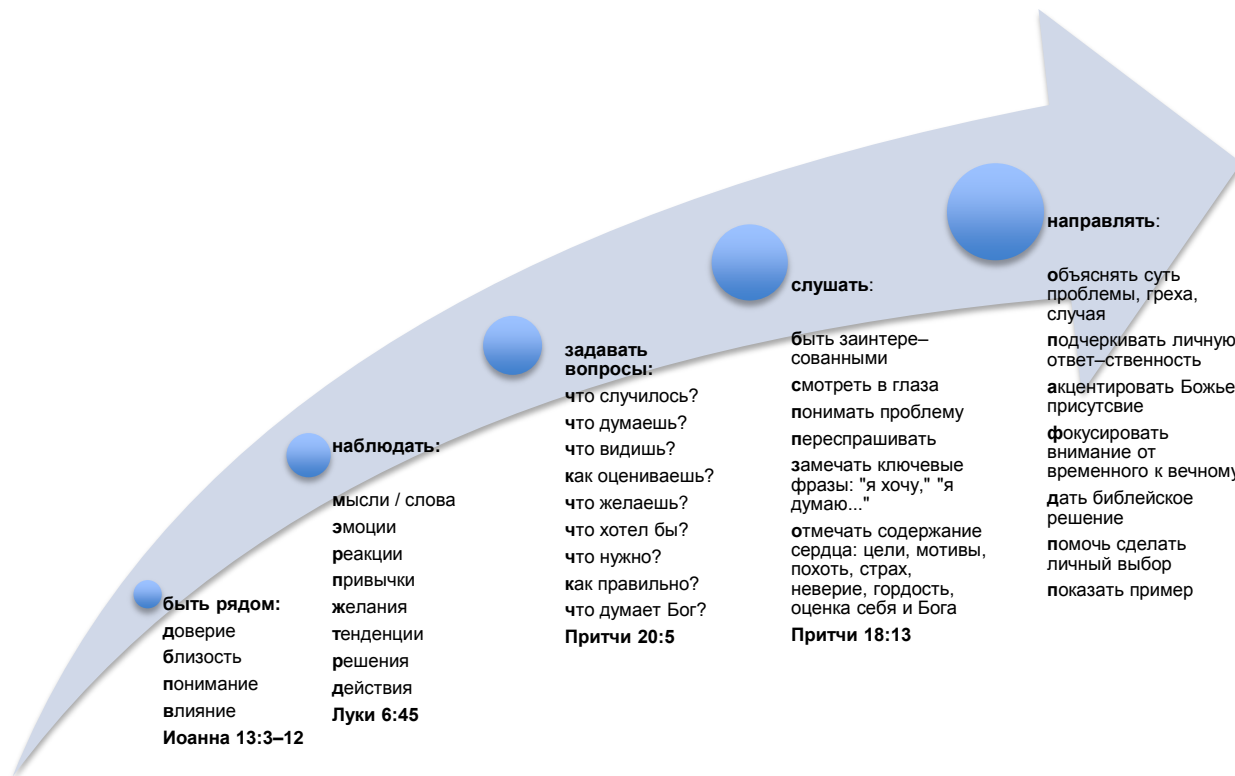 быть рядом:
доверие
близость
понимание
влияние
Иоанна 13:3–12
наблюдать:
мысли / слова
эмоции
реакции
привычки
желания
тенденции
решения
действия
Луки 6:45
задавать
вопросы:
что случилось?
что думаешь?
что видишь?
как оцениваешь?
что желаешь?
что хотел бы?
что нужно?
как правильно?
что думает Бог?
Притчи 20:5
слушать:
быть заинтере–
сованными
смотреть в глаза
понимать проблему
переспрашивать
замечать ключевые
фразы: "я хочу," "я
думаю..."
отмечать содержание
сердца: цели, мотивы,
похоть, страх,
неверие, гордость,
оценка себя и Бога
Притчи 18:13
направлять:
объяснять суть
проблемы, греха,
случая
подчеркивать личную
ответ–ственность
акцентировать Божье
присутсвие
фокусировать
внимание от
временного к вечному
дать библейское
решение
помочь сделать
личный выбор
показать пример